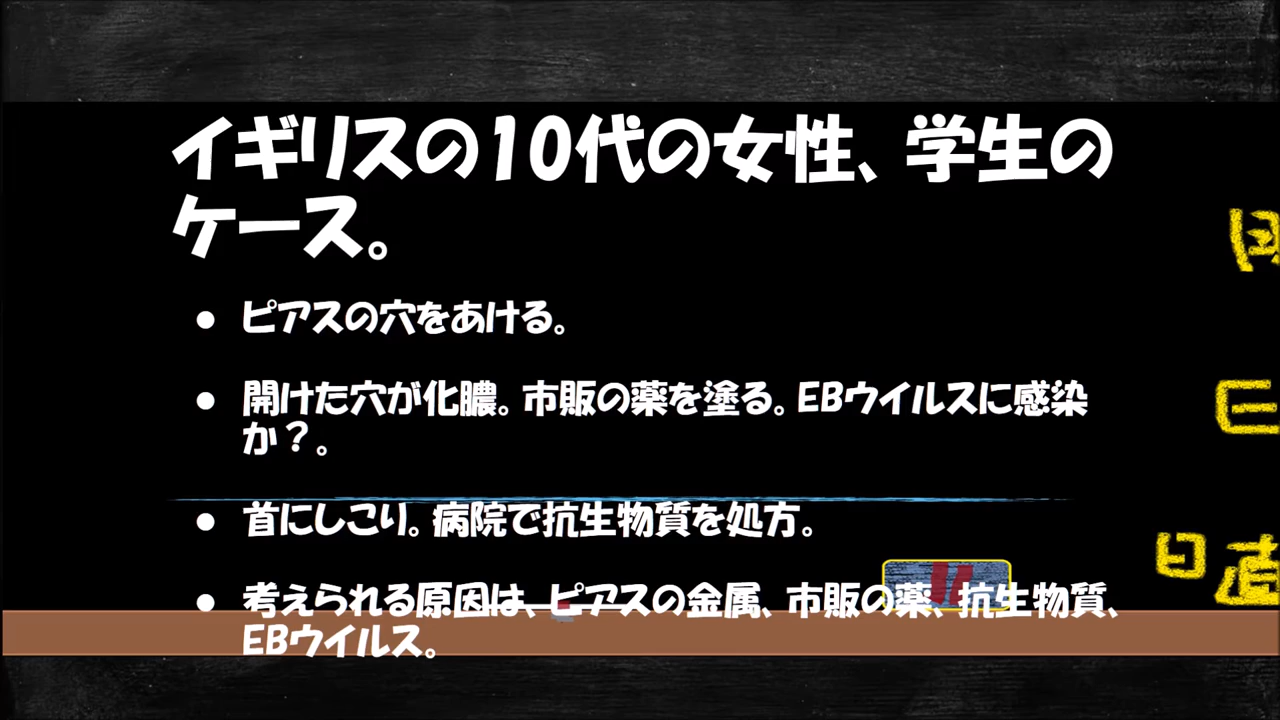 イギリスの10代の女性、学生の
ケース。
● ピアスの穴をあける。
● 開けた穴が化膿。市販の薬を塗る。EBウイルスに感染
か？。
● 首にしこり。病院で抗生物質を処方。
● 考えられる原因は、ピアスの金属、市販の薬、抗生物質、
EBウイルス。
日直